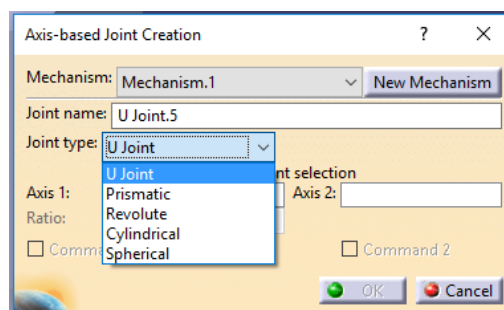 Axis-based Joint Creation ? X
Mechanism: Mechanism.1 New Mechanism
Joint name: U Joint.5
Joint type: U Joint
U Joint nt selection
Axis 1: Prismatic Axis 2:
Ratio: Revolute
Cylindrical
Comma Spherical Command 2
OK Cancel